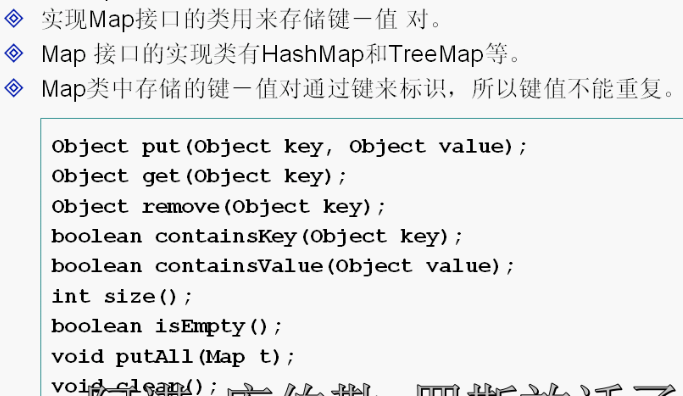 实现Map接口的类用来存储键－值 对。
Map 接口的实现类有HashMap和TreeMap等。
Map类中存储的键－值对通过键来标识，所以键值不能重复。
Object put(Object key, Object value);
Object get(Object key);
Object remove(Object key);
boolean containsKey(Object key);
boolean containsValue(Object value);
int size();
boolean isEmpty();
void putAll(Map t);
void clear();